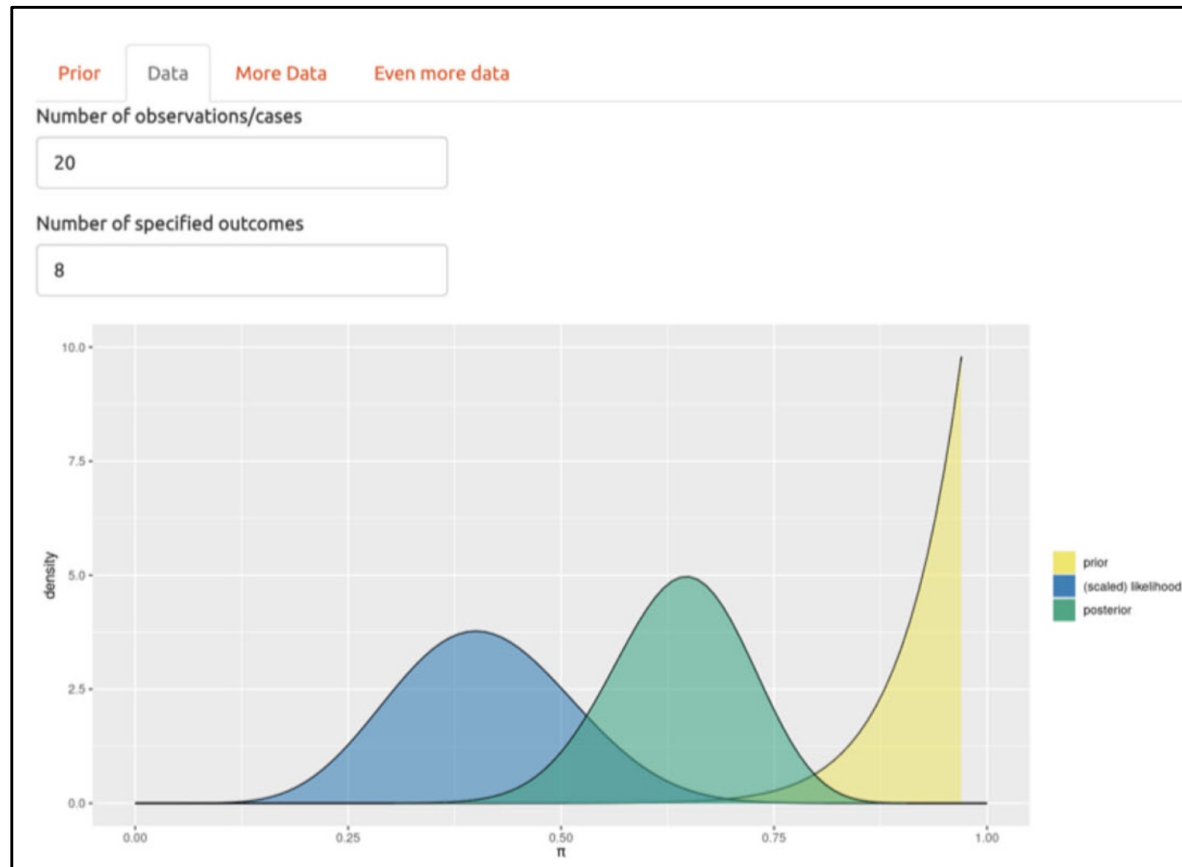 Prior Data More Data Even more data
Number of observations/cases
20
Number of specified outcomes
8
10.0
7.5
5.0
2.5
0.0
density
0.00 0.25 0.50 0.75 1.00
π
prior
(scaled) likelihood
posterior